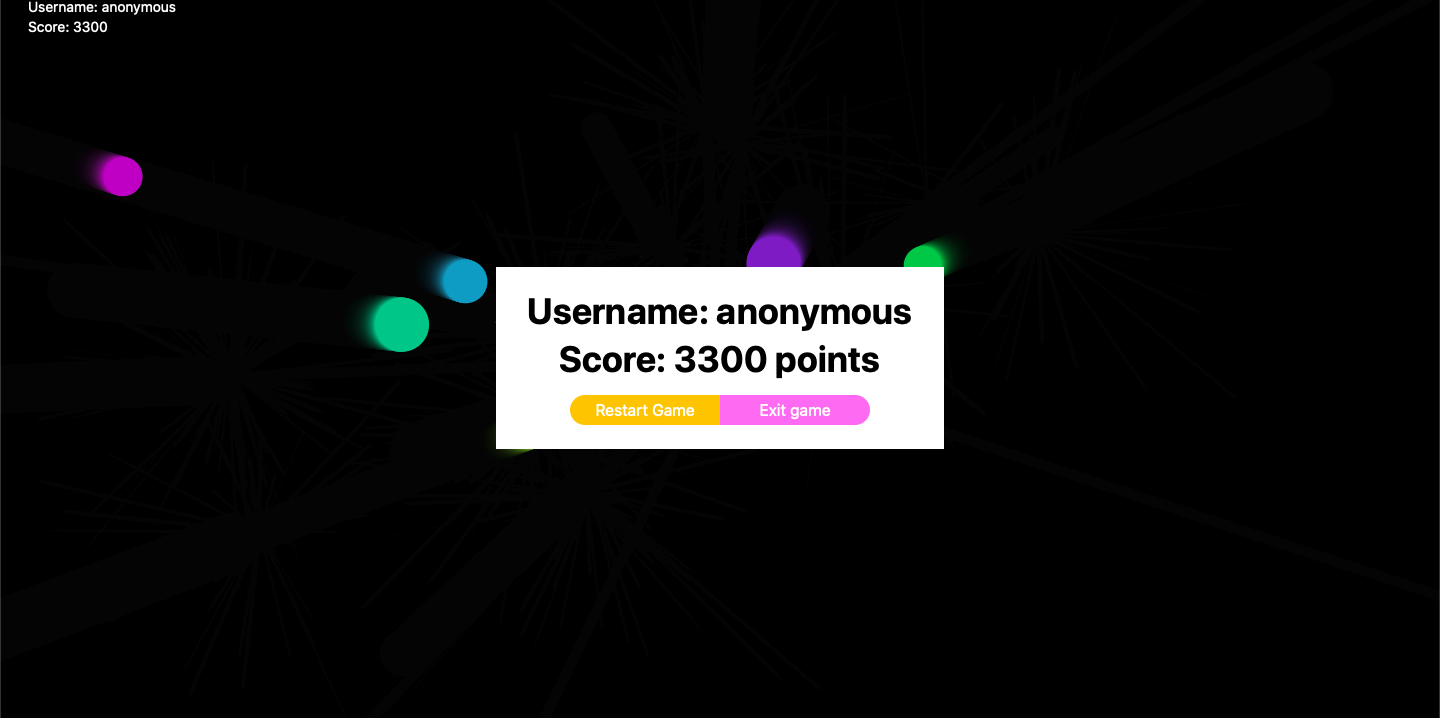 Username: anonymous
Score: 3300
Username: anonymous
Score: 3300 points
Restart Game
Exit game